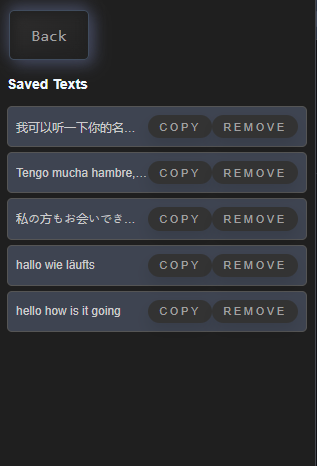 Back
Saved Texts
我可以听一下你的名... COPY REMOVE
Tengo mucha hambre,... COPY REMOVE
私の方もお会いでき... COPY REMOVE
hallo wie läufts COPY REMOVE
hello how is it going COPY REMOVE